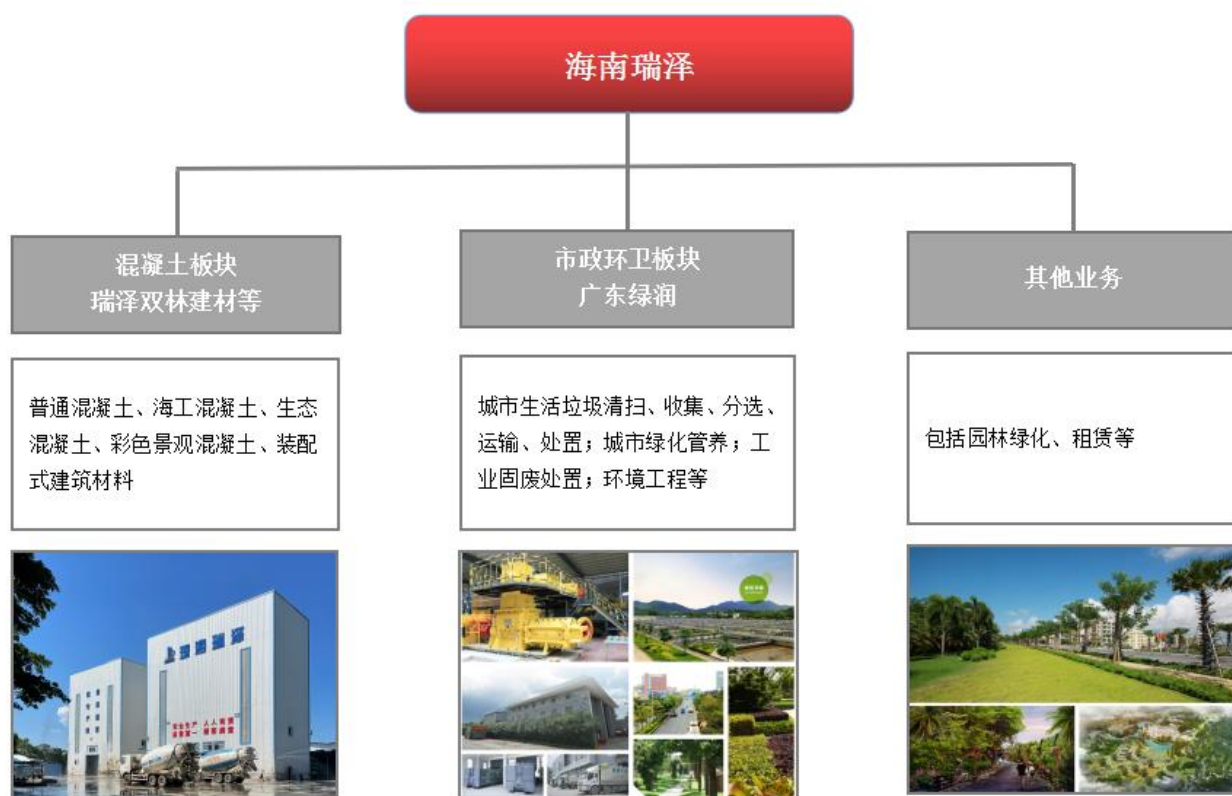 海南瑞泽
混凝土板块
瑞泽双林建材等
市政环卫板块
广东绿润
其他业务
普通混凝土、海工混凝土、生态
混凝土、彩色景观混凝土、装配
式建筑材料
城市生活垃圾清扫、收集、分选、
运输、处置；城市绿化管养；工
业固废处置；环境工程等
包括园林绿化、租赁等